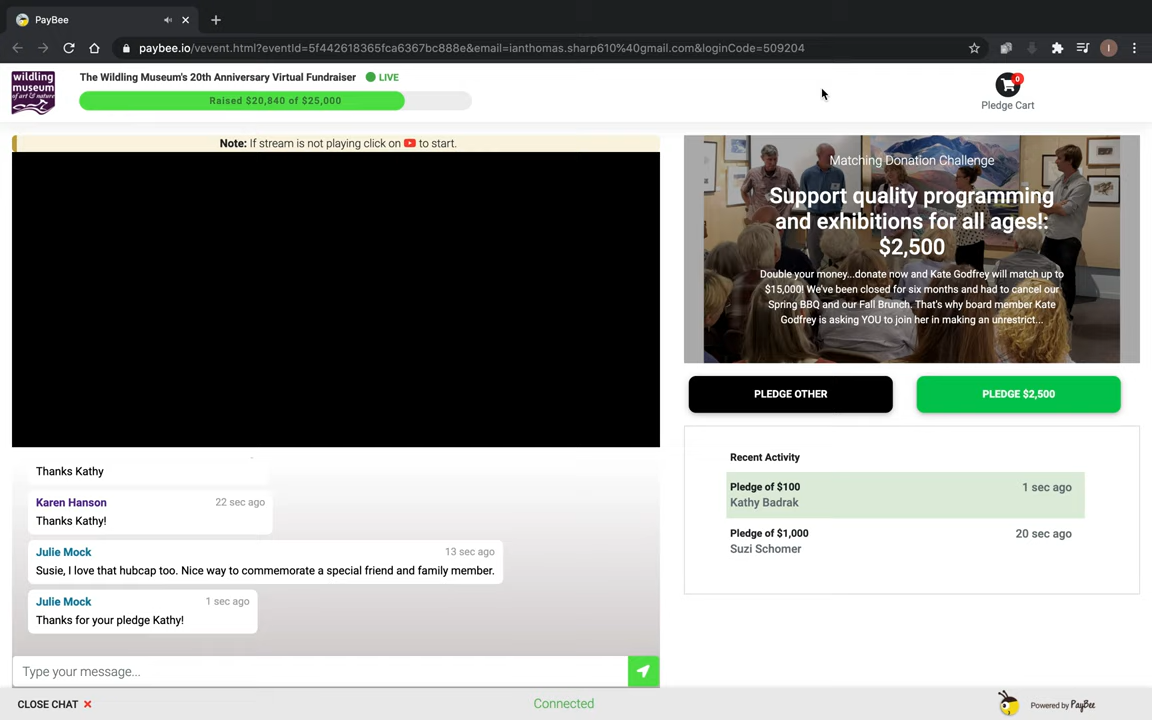 PayBee
paybee.io/vevent.html?eventId=5f442618365fca6367bc888e&email=ianthomas.sharp610%40gmail.com&loginCode=509204
I
wildling
museum
of art & nature
The Wildling Museum's 20th Anniversary Virtual Fundraiser
LIVE
Raised $20,840 of $25,000
0
Pledge Cart
Note: If stream is not playing click on to start.
Matching Donation Challenge
Support quality programming
and exhibitions for all ages!:
$2,500
Double your money...donate now and Kate Godfrey will match up to
$15,000! We've been closed for six months and had to cancel our
Spring BBQ and our Fall Brunch. That's why board member Kate
Godfrey is asking YOU to join her in making an unrestrict...
PLEDGE OTHER
PLEDGE $2,500
Thanks Kathy
Karen Hanson 22 sec ago
Thanks Kathy!
Julie Mock 13 sec ago
Susie, I love that hubcap too. Nice way to commemorate a special friend and family member.
Julie Mock 1 sec ago
Thanks for your pledge Kathy!
Recent Activity
Pledge of $100 1 sec ago
Kathy Badrak
Pledge of $1,000 20 sec ago
Suzi Schomer
Type your message...
CLOSE CHAT
Connected
Powered by PayBee